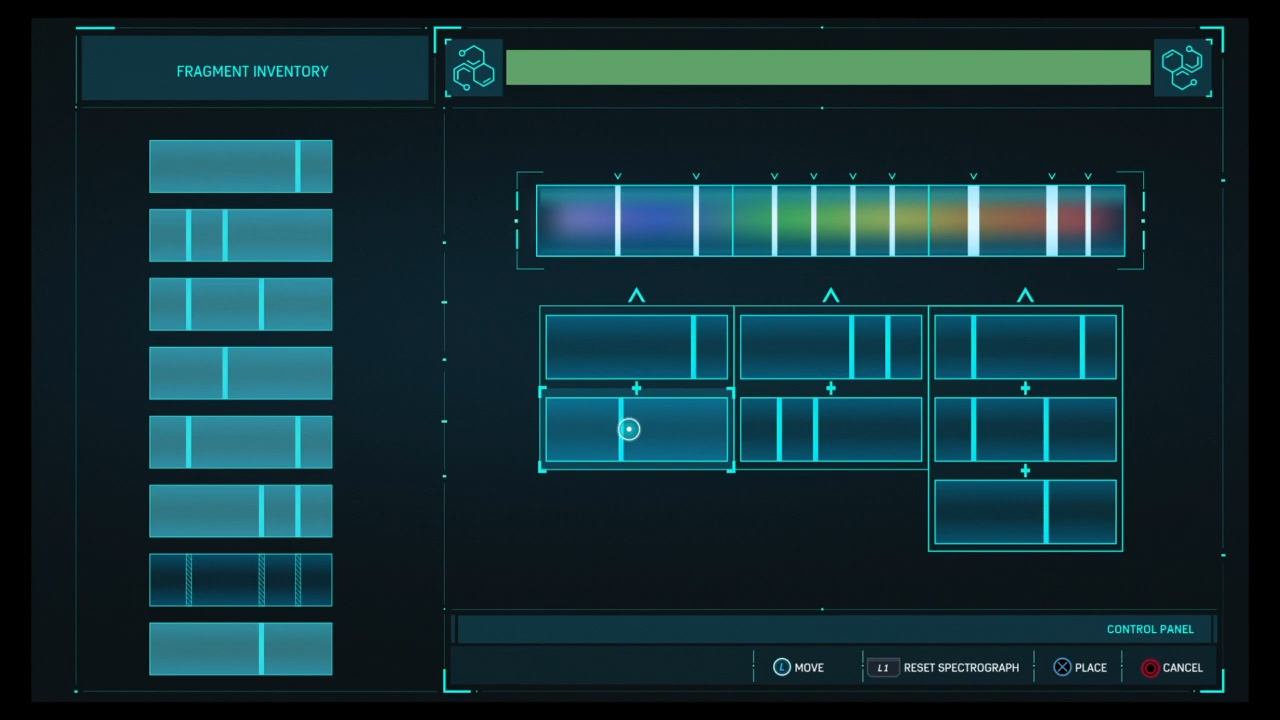 FRAGMENT INVENTORY
CONTROL PANEL
L MOVE
L1 RESET SPECTROGRAPH
PLACE
CANCEL